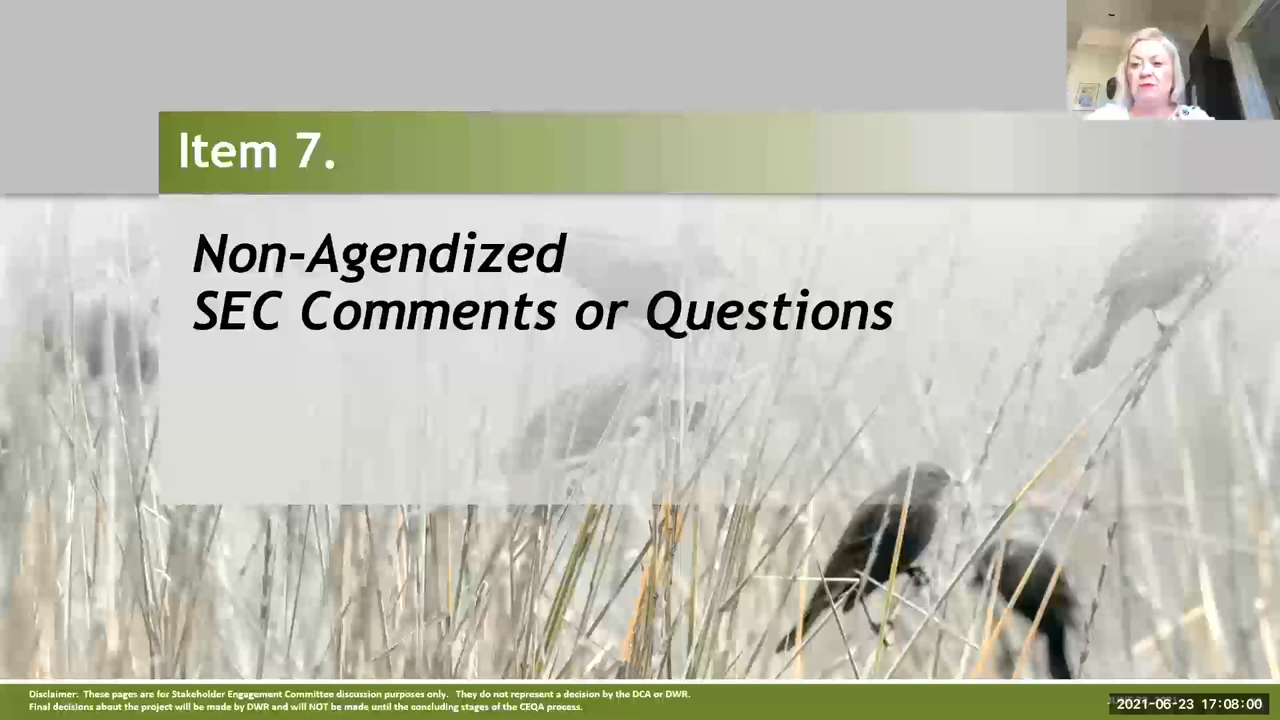 Item 7.
Non-Agendized
SEC Comments or Questions
Disclaimer: These pages are for Stakeholder Engagement Committee discussion purposes only. They do not represent a decision by the DCA or DWR.
Final decisions about the project will be made by DWR and will NOT be made until the concluding stages of the CEQA process.
2021-06-23 17:08:00